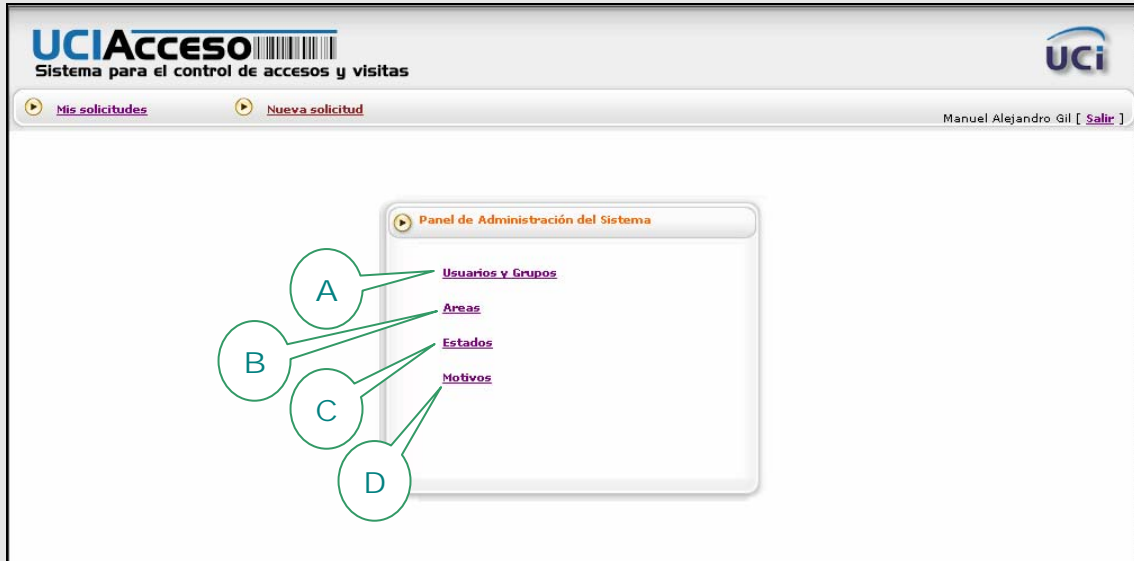 UCIAcceso
UCi
Sistema para el control de accesos y visitas
Mis solicitudes
Nueva solicitud
Manuel Alejandro Gil [ Salir ]
Panel de Administración del Sistema
A
Usuarios y Grupos
Areas
B
Estados
C
Motivos
D